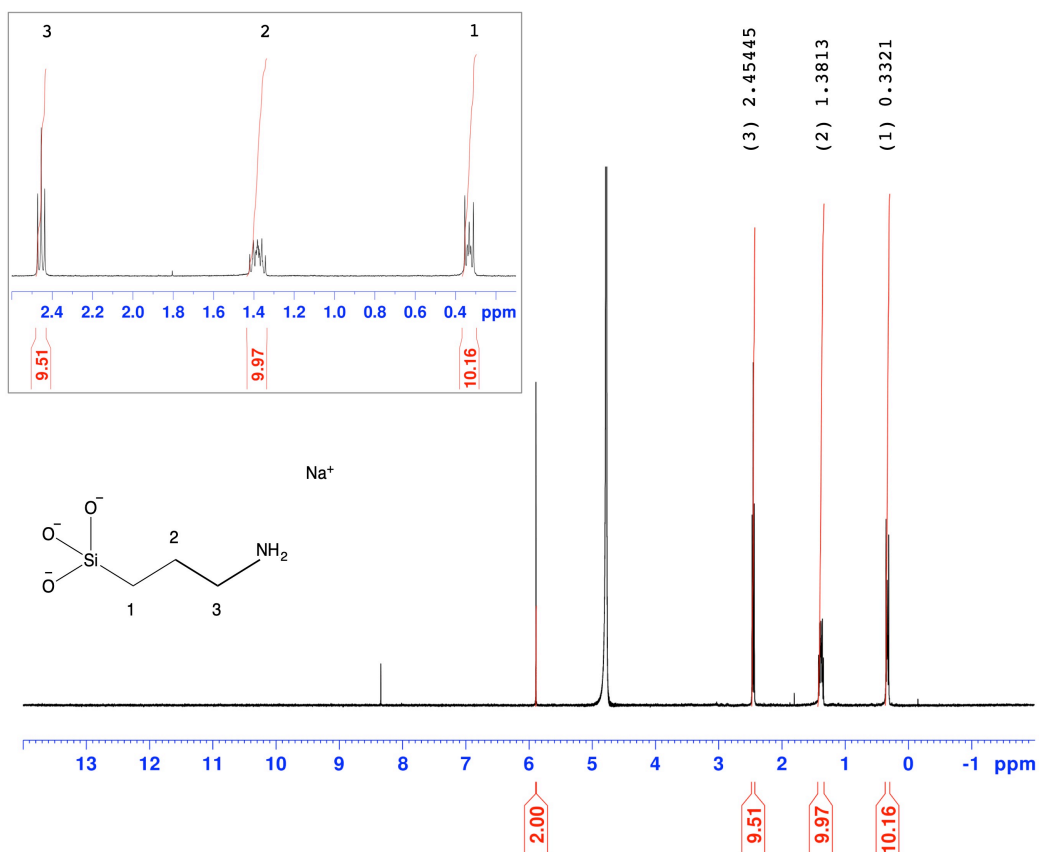 3 2 1
2.4 2.2 2.0 1.8 1.6 1.4 1.2 1.0 0.8 0.6 0.4 ppm
9.51 9.97 10.16
(3) 2.45445
(2) 1.3813
(1) 0.3321
Na⁺
O⁻
O⁻
O⁻
Si
NH₂
2
1 3
13 12 11 10 9 8 7 6 5 4 3 2 1 0 -1 ppm
2.00 9.51 9.97 10.16